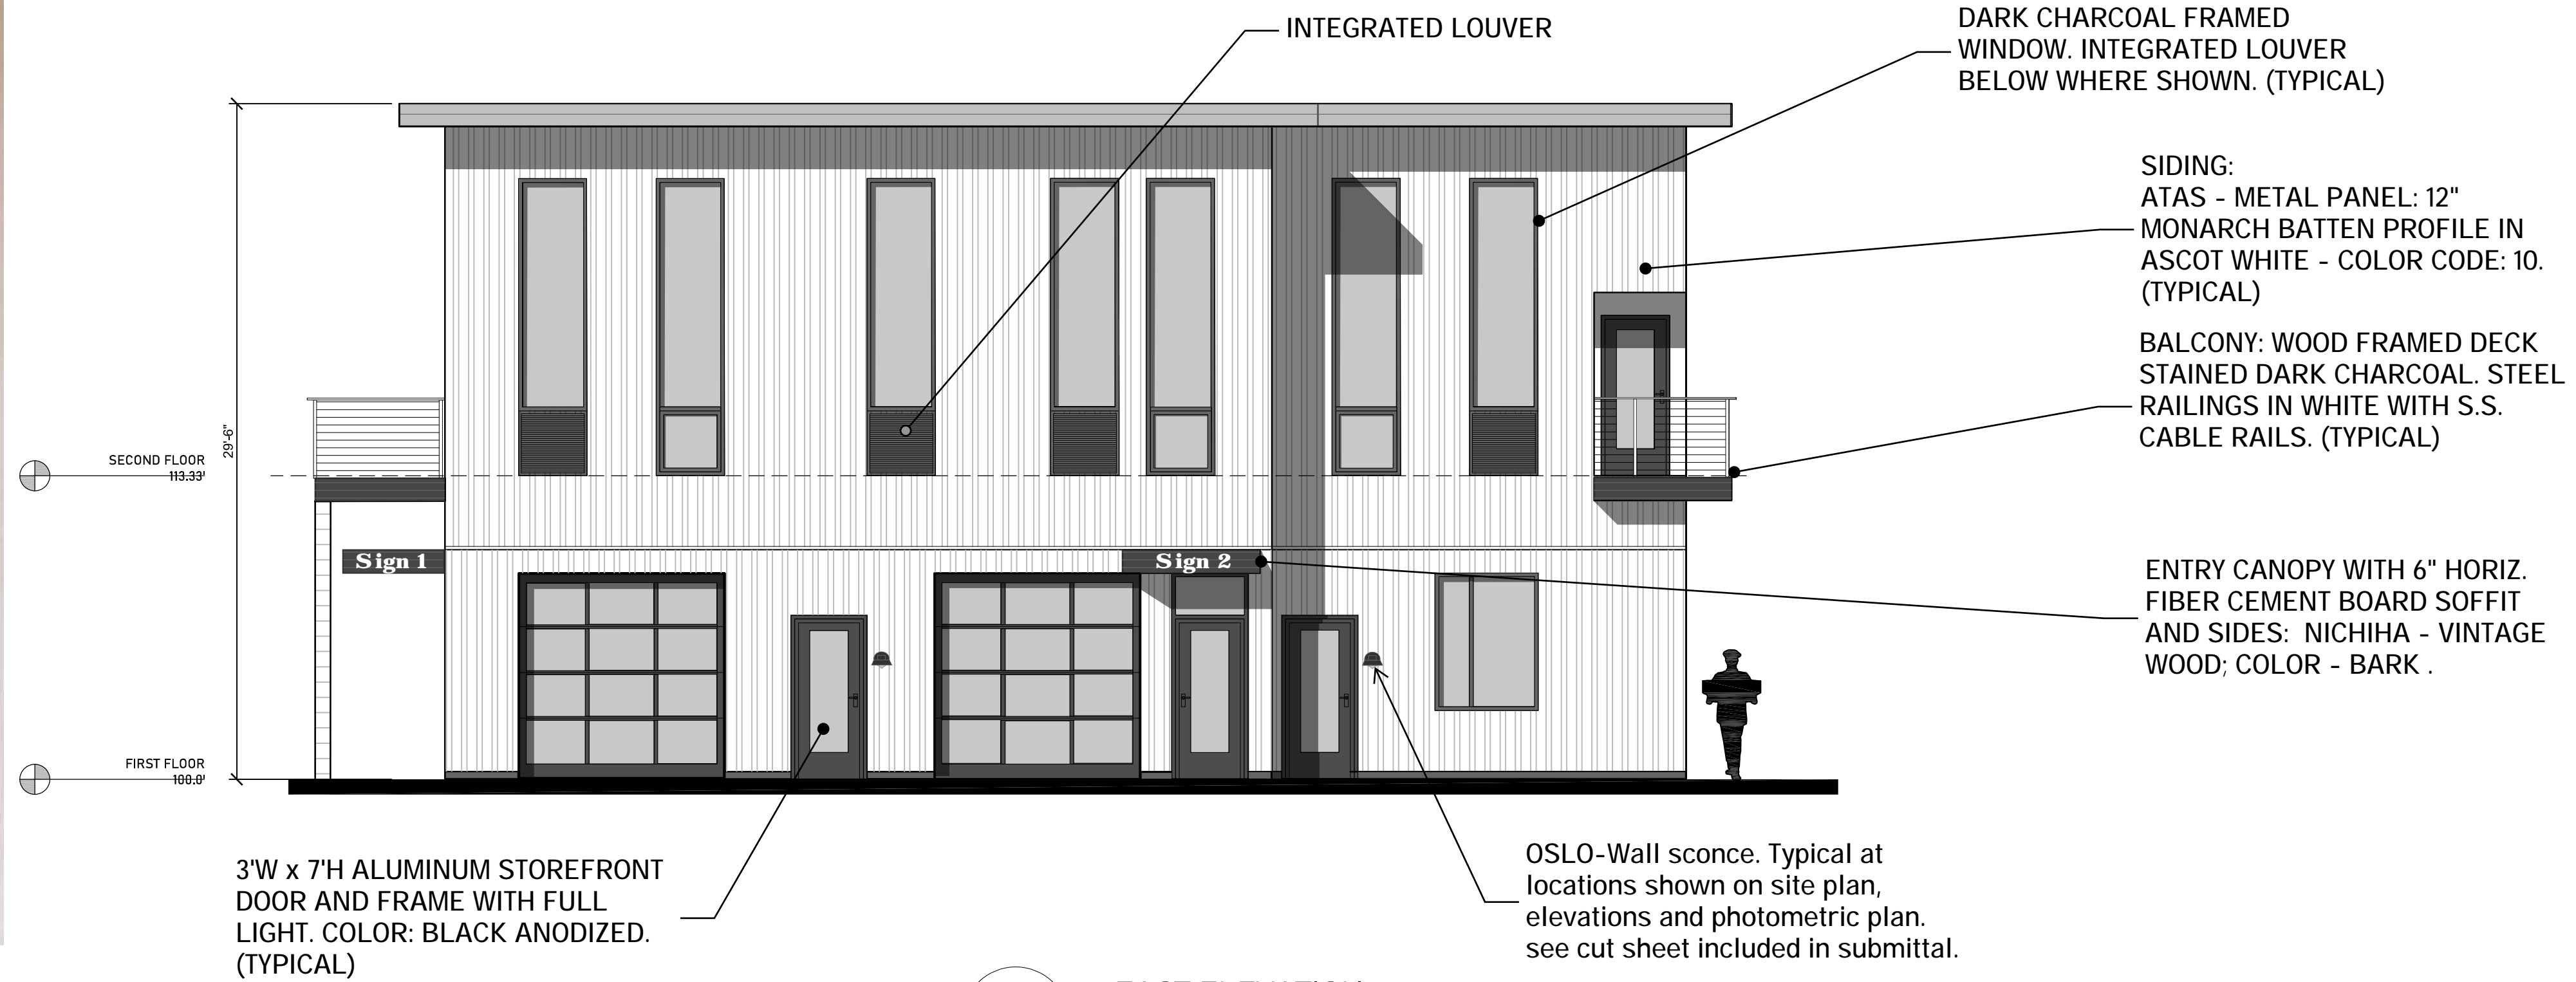 INTEGRATED LOUVER
DARK CHARCOAL FRAMED
WINDOW. INTEGRATED LOUVER
BELOW WHERE SHOWN. (TYPICAL)
SIDING:
ATAS - METAL PANEL: 12"
MONARCH BATTEN PROFILE IN
ASCOT WHITE - COLOR CODE: 10.
(TYPICAL)
BALCONY: WOOD FRAMED DECK
STAINED DARK CHARCOAL. STEEL
RAILINGS IN WHITE WITH S.S.
CABLE RAILS. (TYPICAL)
29'-6"
SECOND FLOOR
113.33'
Sign 1
Sign 2
ENTRY CANOPY WITH 6" HORIZ.
FIBER CEMENT BOARD SOFFIT
AND SIDES: NICHIHA - VINTAGE
WOOD; COLOR - BARK .
FIRST FLOOR
100.0'
3'W x 7'H ALUMINUM STOREFRONT
DOOR AND FRAME WITH FULL
LIGHT. COLOR: BLACK ANODIZED.
(TYPICAL)
OSLO-Wall sconce. Typical at
locations shown on site plan,
elevations and photometric plan.
see cut sheet included in submittal.